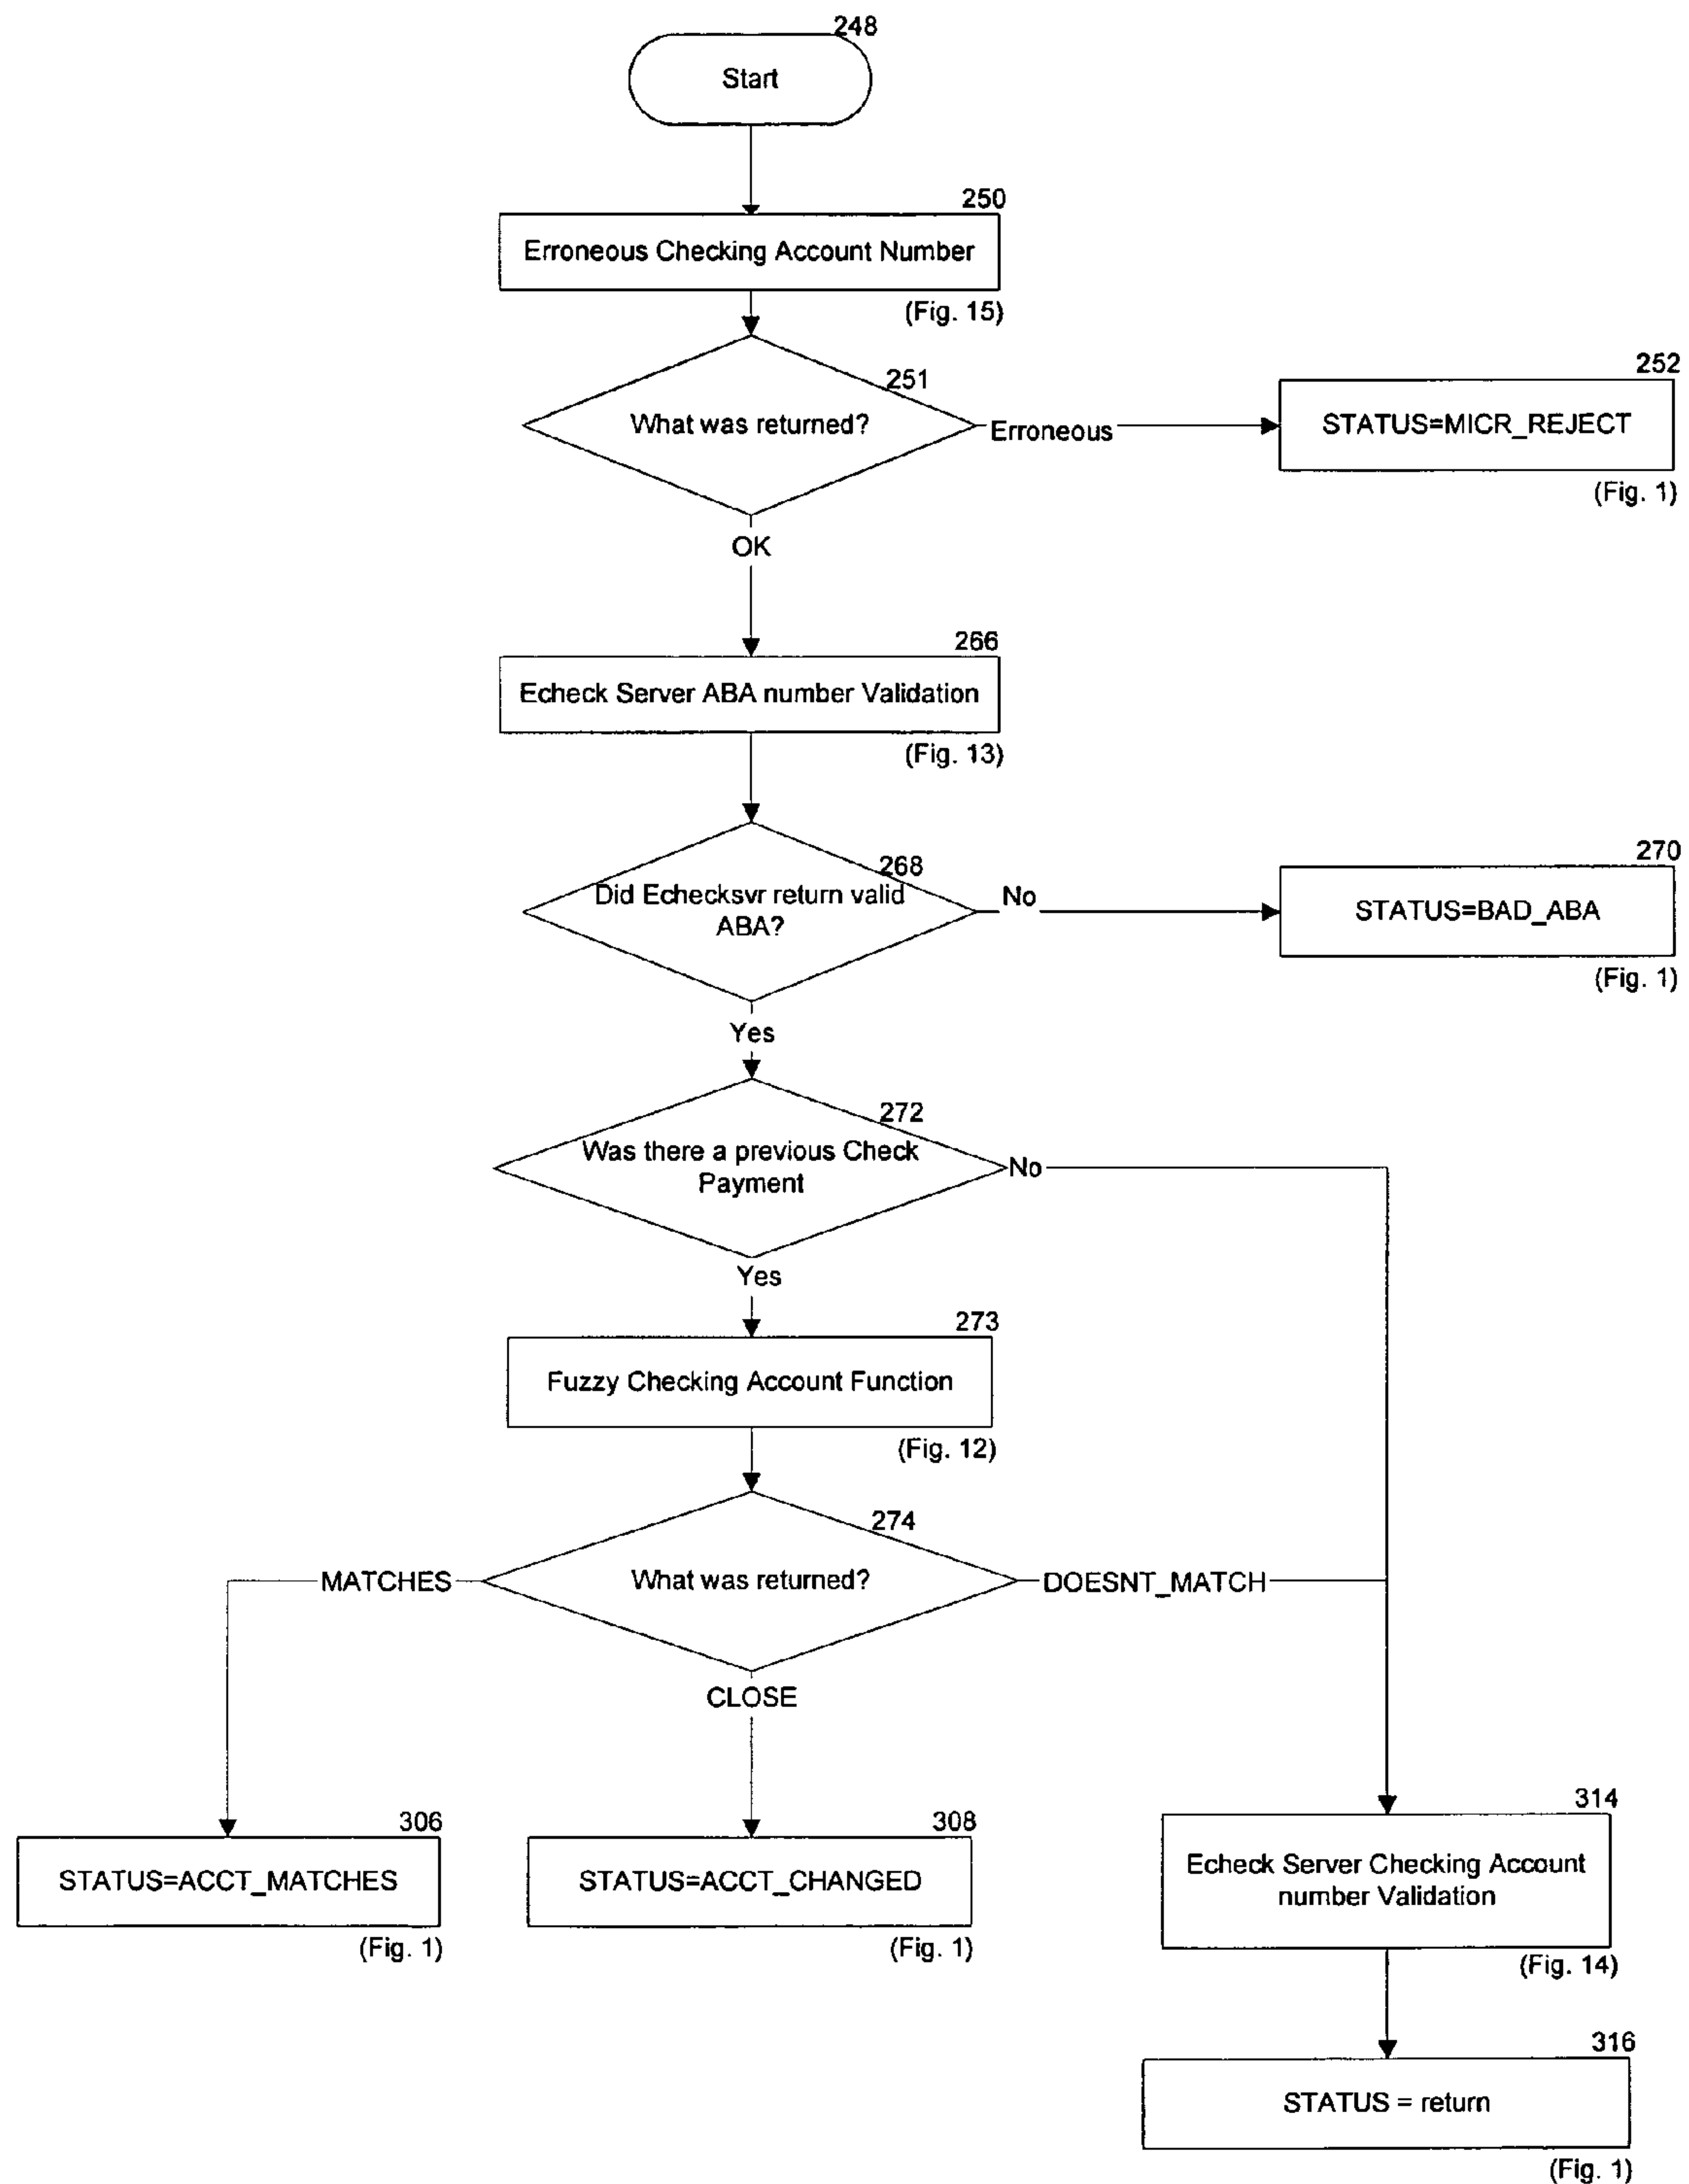 248
Start
250
Erroneous Checking Account Number
(Fig. 15)
251
What was returned?
Erroneous
252
STATUS=MICR_REJECT
(Fig. 1)
OK
266
Echeck Server ABA number Validation
(Fig. 13)
268
Did Echecksvr return valid
ABA?
No
270
STATUS=BAD_ABA
(Fig. 1)
Yes
272
Was there a previous Check
Payment
No
Yes
273
Fuzzy Checking Account Function
(Fig. 12)
274
What was returned?
MATCHES
DOESNT_MATCH
CLOSE
306
STATUS=ACCT_MATCHES
(Fig. 1)
308
STATUS=ACCT_CHANGED
(Fig. 1)
314
Echeck Server Checking Account
number Validation
(Fig. 14)
316
STATUS = return
(Fig. 1)